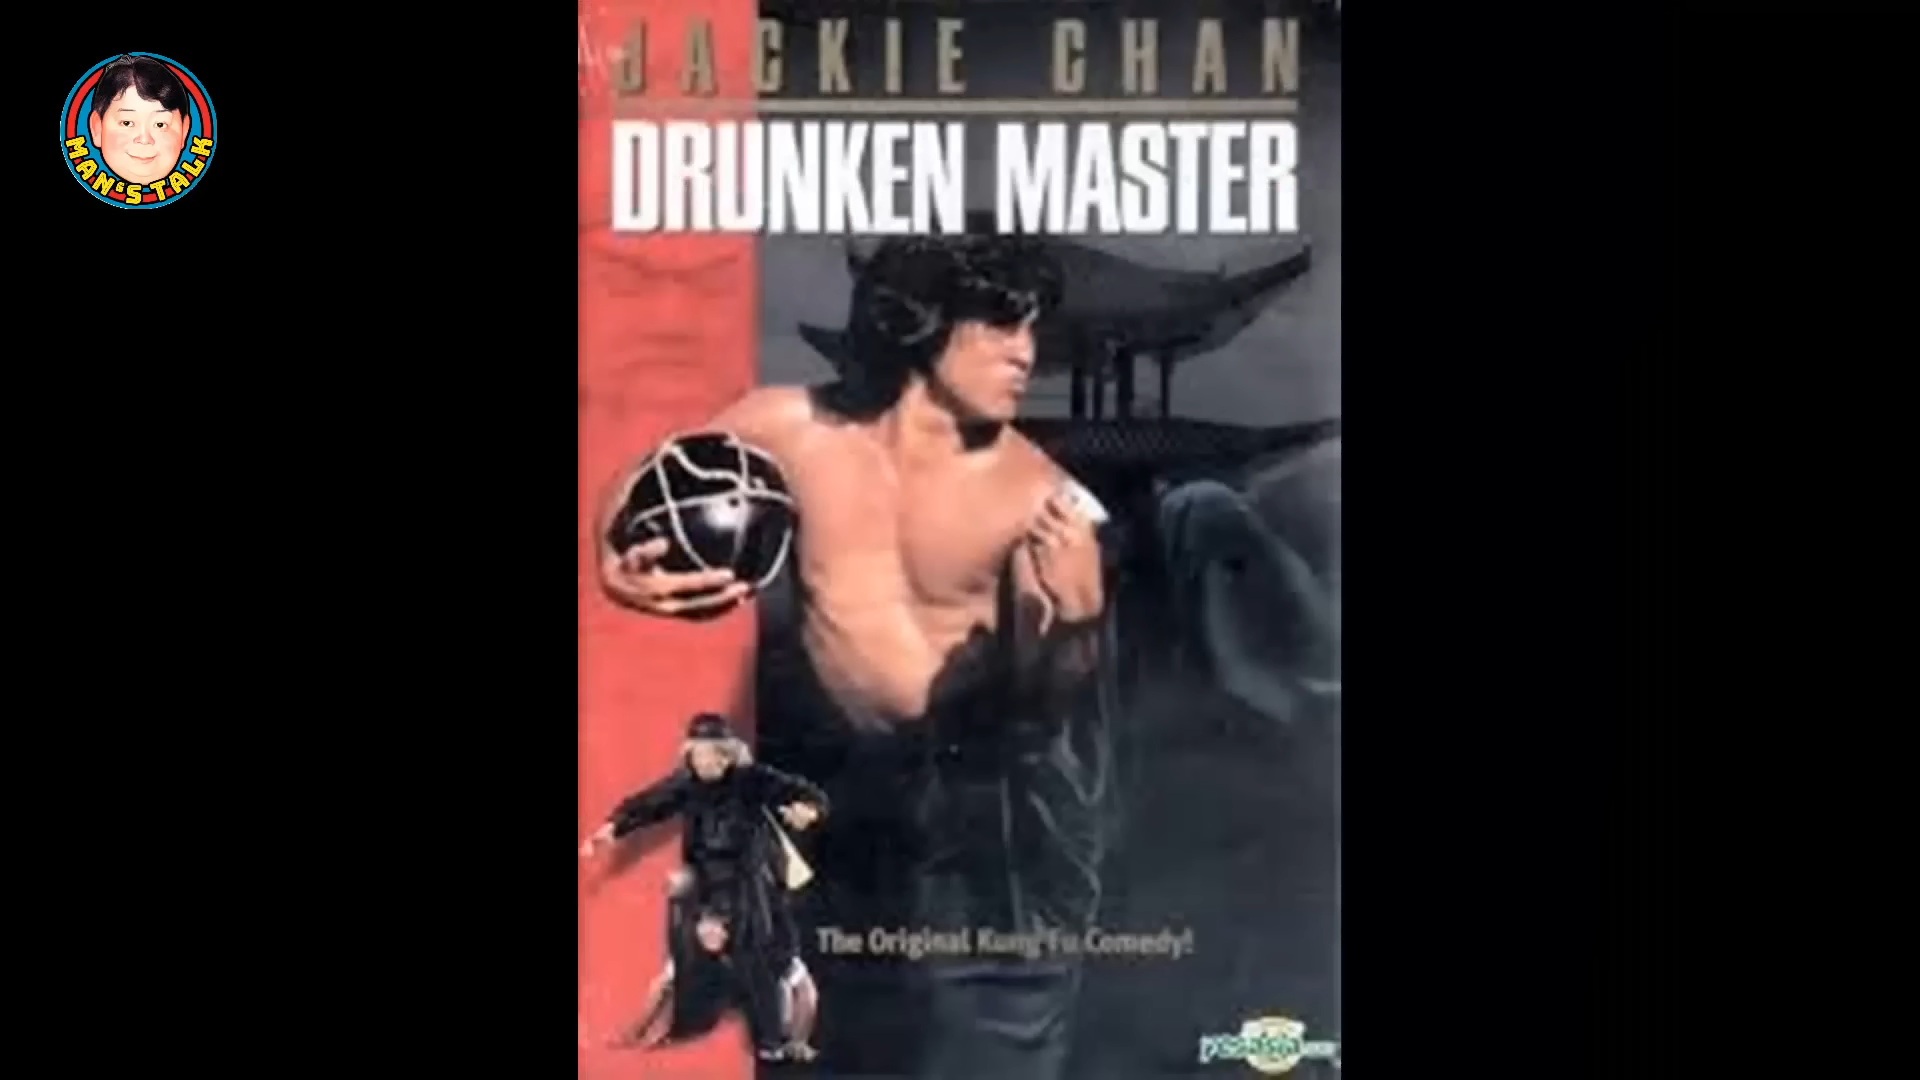 MAN'S TALK
JACKIE CHAN
DRUNKEN MASTER
The Original Kung Fu Comedy!